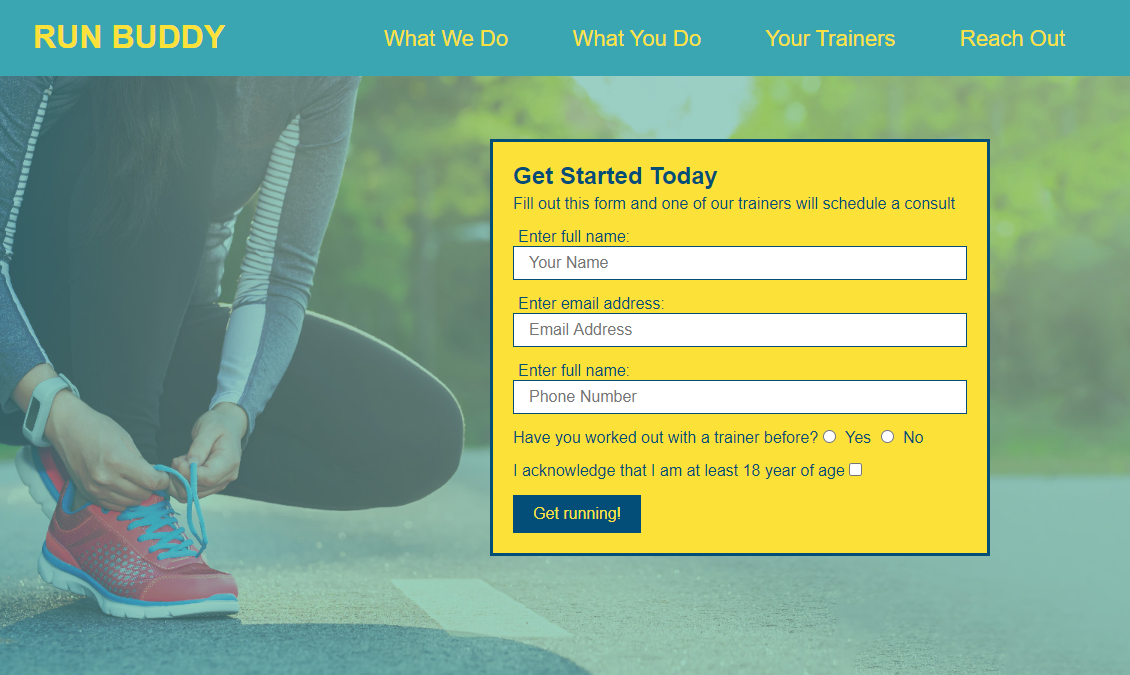 RUN BUDDY
What We Do
What You Do
Your Trainers
Reach Out
Get Started Today
Fill out this form and one of our trainers will schedule a consult
Enter full name:
Your Name
Enter email address:
Email Address
Enter full name:
Phone Number
Have you worked out with a trainer before? Yes No
I acknowledge that I am at least 18 year of age
Get running!